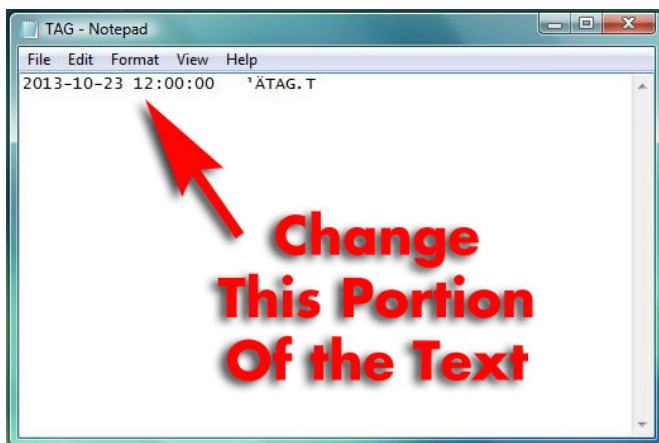 TAG - Notepad
File Edit Format View Help
2013-10-23 12:00:00 ¹ÄTAG.T
Change
This Portion
Of the Text